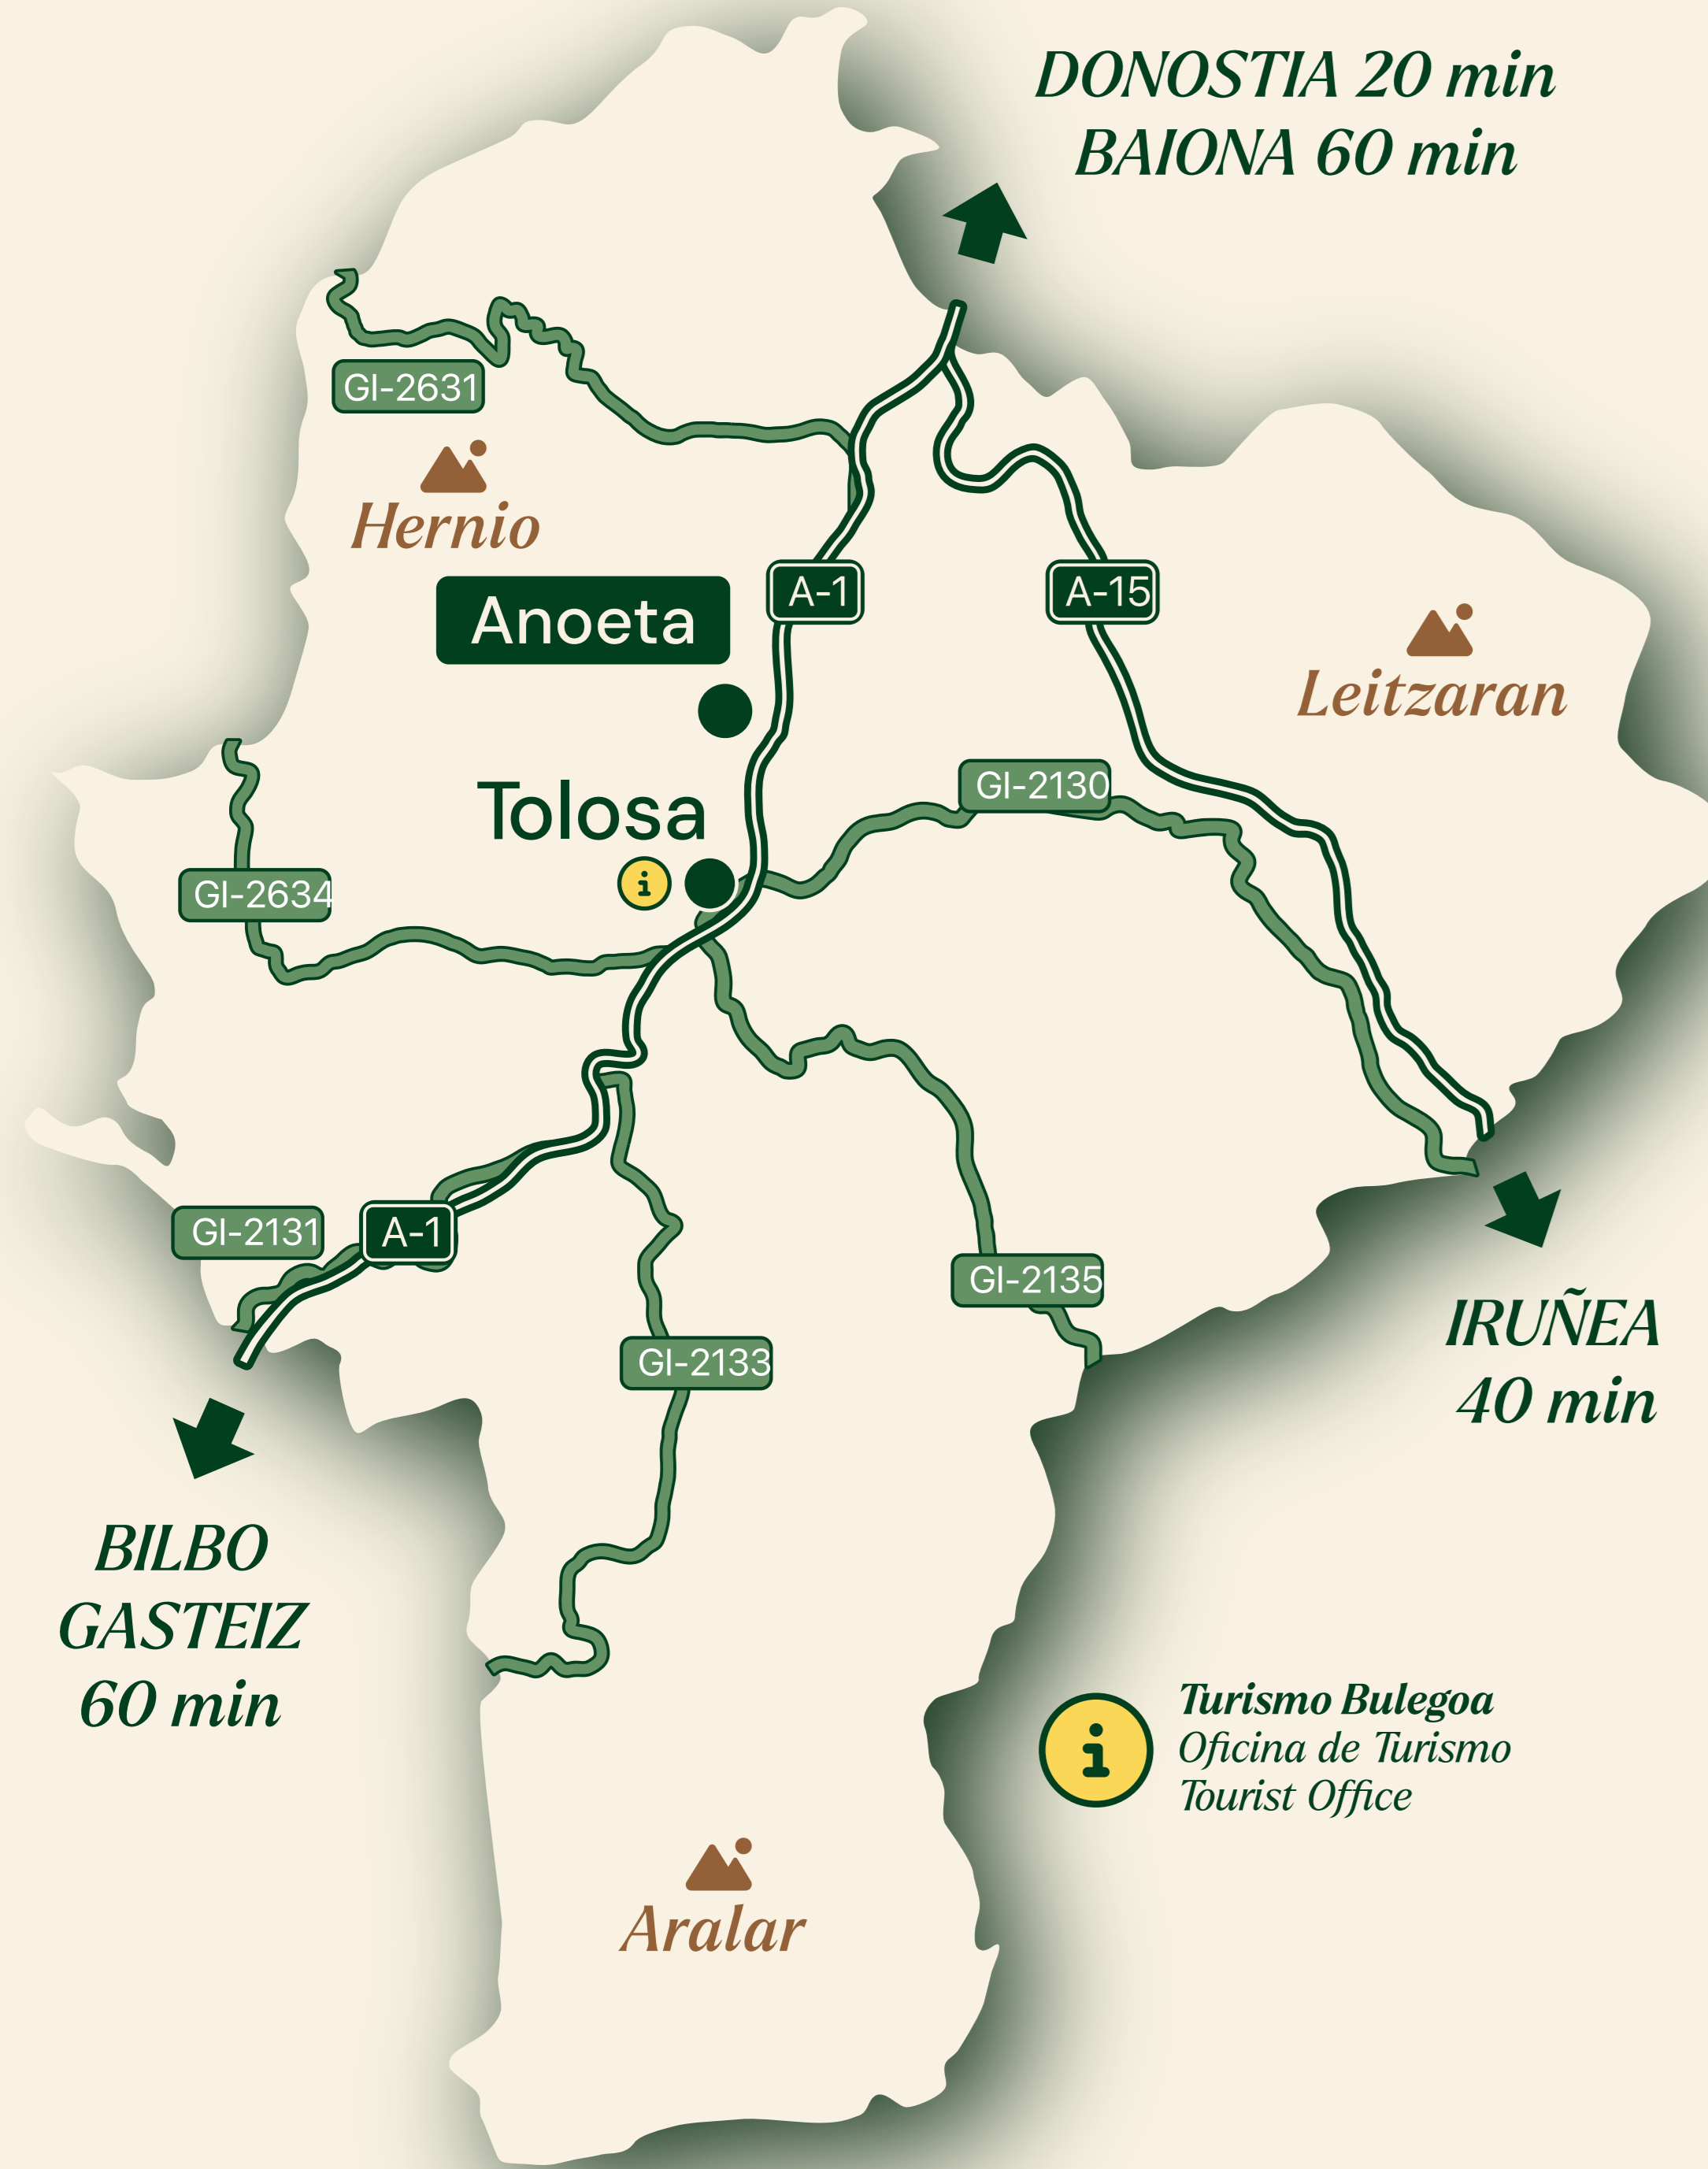 DONOSTIA 20 min
BAIONA 60 min
GI-2631
Hernio
Anoeta
A-1
A-15
Leitzaran
Tolosa
GI-2130
i
GI-2634
GI-2131
A-1
GI-2135
GI-2133
IRUÑEA
40 min
BILBO
GASTEIZ
60 min
i
Turismo Bulegoa
Oficina de Turismo
Tourist Office
Aralar